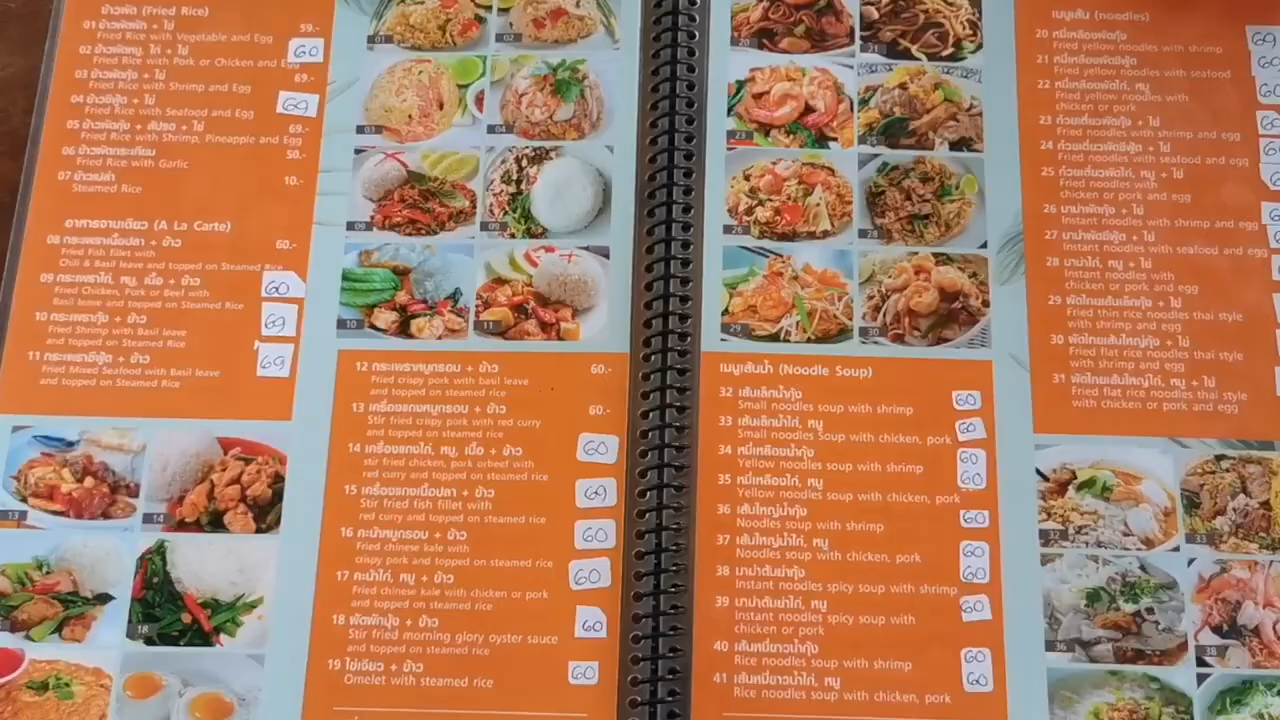 ข้าวผัด (Fried Rice)
01 ข้าวผัดผัก + ไข่ 59.-
Fried Rice with Vegetable and Egg
02 ข้าวผัดหมู, ไก่ + ไข่ 60
Fried Rice with Pork or Chicken and Egg
03 ข้าวผัดกุ้ง + ไข่ 69.-
Fried Rice with Shrimp and Egg
04 ข้าวซีฟู้ด + ไข่ 69
Fried Rice with Seafood and Egg
05 ข้าวผัดกุ้ง + สัปรด + ไข่ 69.-
Fried Rice with Shrimp, Pineapple and Egg
06 ข้าวผัดกระเทียม 50.-
Fried Rice with Garlic
07 ข้าวเปล่า 10.-
Steamed Rice
อาหารจานเดียว (A La Carte)
08 กระเพราเนื้อปลา + ข้าว 60.-
Fried Fish fillet with
Chili & Basil leave and topped on Steamed Rice
09 กระเพราไก่, หมู, เนื้อ + ข้าว 60
Fried Chicken, Pork or Beef with
Basil leave and topped on Steamed Rice
10 กระเพรากุ้ง + ข้าว 69
Fried Shrimp with Basil leave
and topped on Steamed Rice
11 กระเพราซีฟู้ด + ข้าว 69
Fried Mixed Seafood with Basil leave
and topped on Steamed Rice
13 14
18
01 02
03 04
09 09
10 11
12 กระเพราหมูกรอบ + ข้าว 60.-
Fried crispy pork with basil leave
and topped on steamed rice
13 เครื่องแกงหมูกรอบ + ข้าว 60.-
Stir fried crispy pork with red curry
and topped on steamed rice
14 เครื่องแกงไก่, หมู, เนื้อ + ข้าว 60
stir fried chicken, pork orbeef with
red curry and topped on steamed rice
15 เครื่องแกงเนื้อปลา + ข้าว 69
Stir fried fish fillet with
red curry and topped on steamed rice
16 คะน้าหมูกรอบ + ข้าว 60
Fried chinese kale with
crispy pork and topped on steamed rice
17 คะน้าไก่, หมู + ข้าว 60
Fried chinese kale with chicken or pork
and topped on steamed rice
18 ผัดผักบุ้ง + ข้าว 60
Stir fried morning glory oyster sauce
and topped on steamed rice
19 ไข่เจียว + ข้าว 60
Omelet with steamed rice
20 21
23 25
26 28
29 30
เมนูเส้นน้ำ (Noodle Soup)
32 เส้นเล็กน้ำกุ้ง 60
Small noodles soup with shrimp
33 เส้นเล็กน้ำไก่, หมู 60
Small noodles Soup with chicken, pork
34 หมี่เหลืองน้ำกุ้ง 60
Yellow noodles soup with shrimp
35 หมี่เหลืองไก่, หมู 60
Yellow noodles soup with chicken, pork
36 เส้นใหญ่น้ำกุ้ง 60
Noodles soup with shrimp
37 เส้นใหญ่น้ำไก่, หมู 60
Noodles soup with chicken, pork
38 มาม่าต้มยำกุ้ง 60
Instant noodles spicy soup with shrimp
39 มาม่าต้มยำไก่, หมู 60
Instant noodles spicy soup with
chicken or pork
40 เส้นหมี่ขาวน้ำกุ้ง 60
Rice noodles soup with shrimp
41 เส้นหมี่ขาวน้ำไก่, หมู 60
Rice noodles soup with chicken, pork
เมนูเส้น (noodles)
20 หมี่เหลืองผัดกุ้ง 69
Fried yellow noodles with shrimp
21 หมี่เหลืองผัดซีฟู้ด 69
Fried yellow noodles with seafood
22 หมี่เหลืองผัดไก่, หมู 60
Fried yellow noodles with
chicken or pork
23 ก๋วยเตี๋ยวผัดกุ้ง + ไข่
Fried noodles with shrimp and egg
24 ก๋วยเตี๋ยวผัดซีฟู้ด + ไข่
Fried noodles with seafood and egg
25 ก๋วยเตี๋ยวผัดไก่, หมู + ไข่
Fried noodles with
chicken or pork and egg
26 มาม่าผัดกุ้ง + ไข่
Instant noodles with shrimp and egg
27 มาม่าผัดซีฟู้ด + ไข่
Instant noodles with seafood and egg
28 มาม่าไก่, หมู + ไข่
Instant noodles with
chicken or pork and egg
29 ผัดไทยเส้นเล็กกุ้ง + ไข่
Fried thin rice noodles thai style
with shrimp and egg
30 ผัดไทยเส้นใหญ่กุ้ง + ไข่
Fried flat rice noodles thai style
with shrimp and egg
31 ผัดไทยเส้นใหญ่ไก่, หมู + ไข่
Fried flat rice noodles thai style
with chicken or pork and egg
32 33
36 38